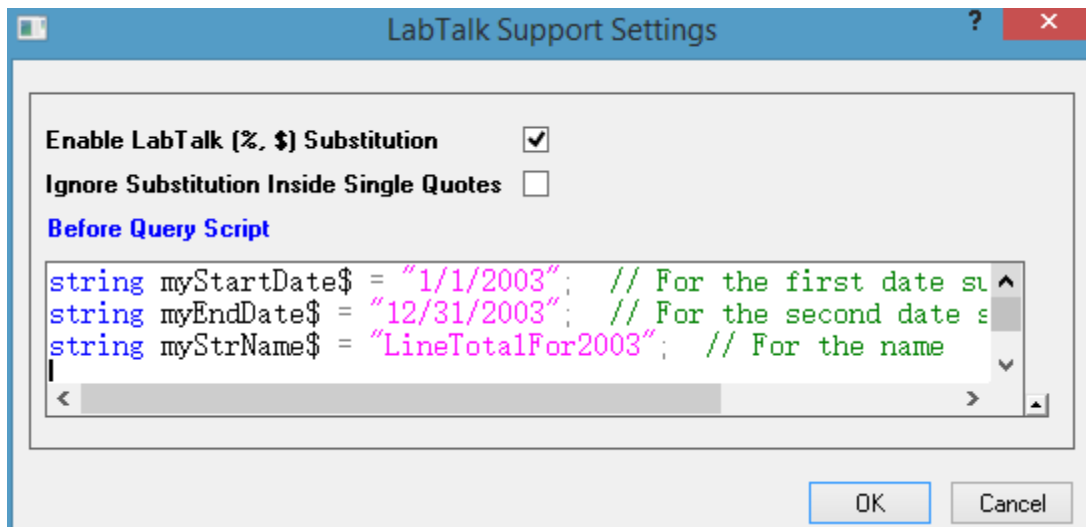 LabTalk Support Settings
Enable LabTalk (%, $) Substitution
Ignore Substitution Inside Single Quotes
Before Query Script
string myStartDate$ = "1/1/2003";  // For the first date su
string myEndDate$ = "12/31/2003";  // For the second date s
string myStrName$ = "LineTotalFor2003";  // For the name
OK Cancel